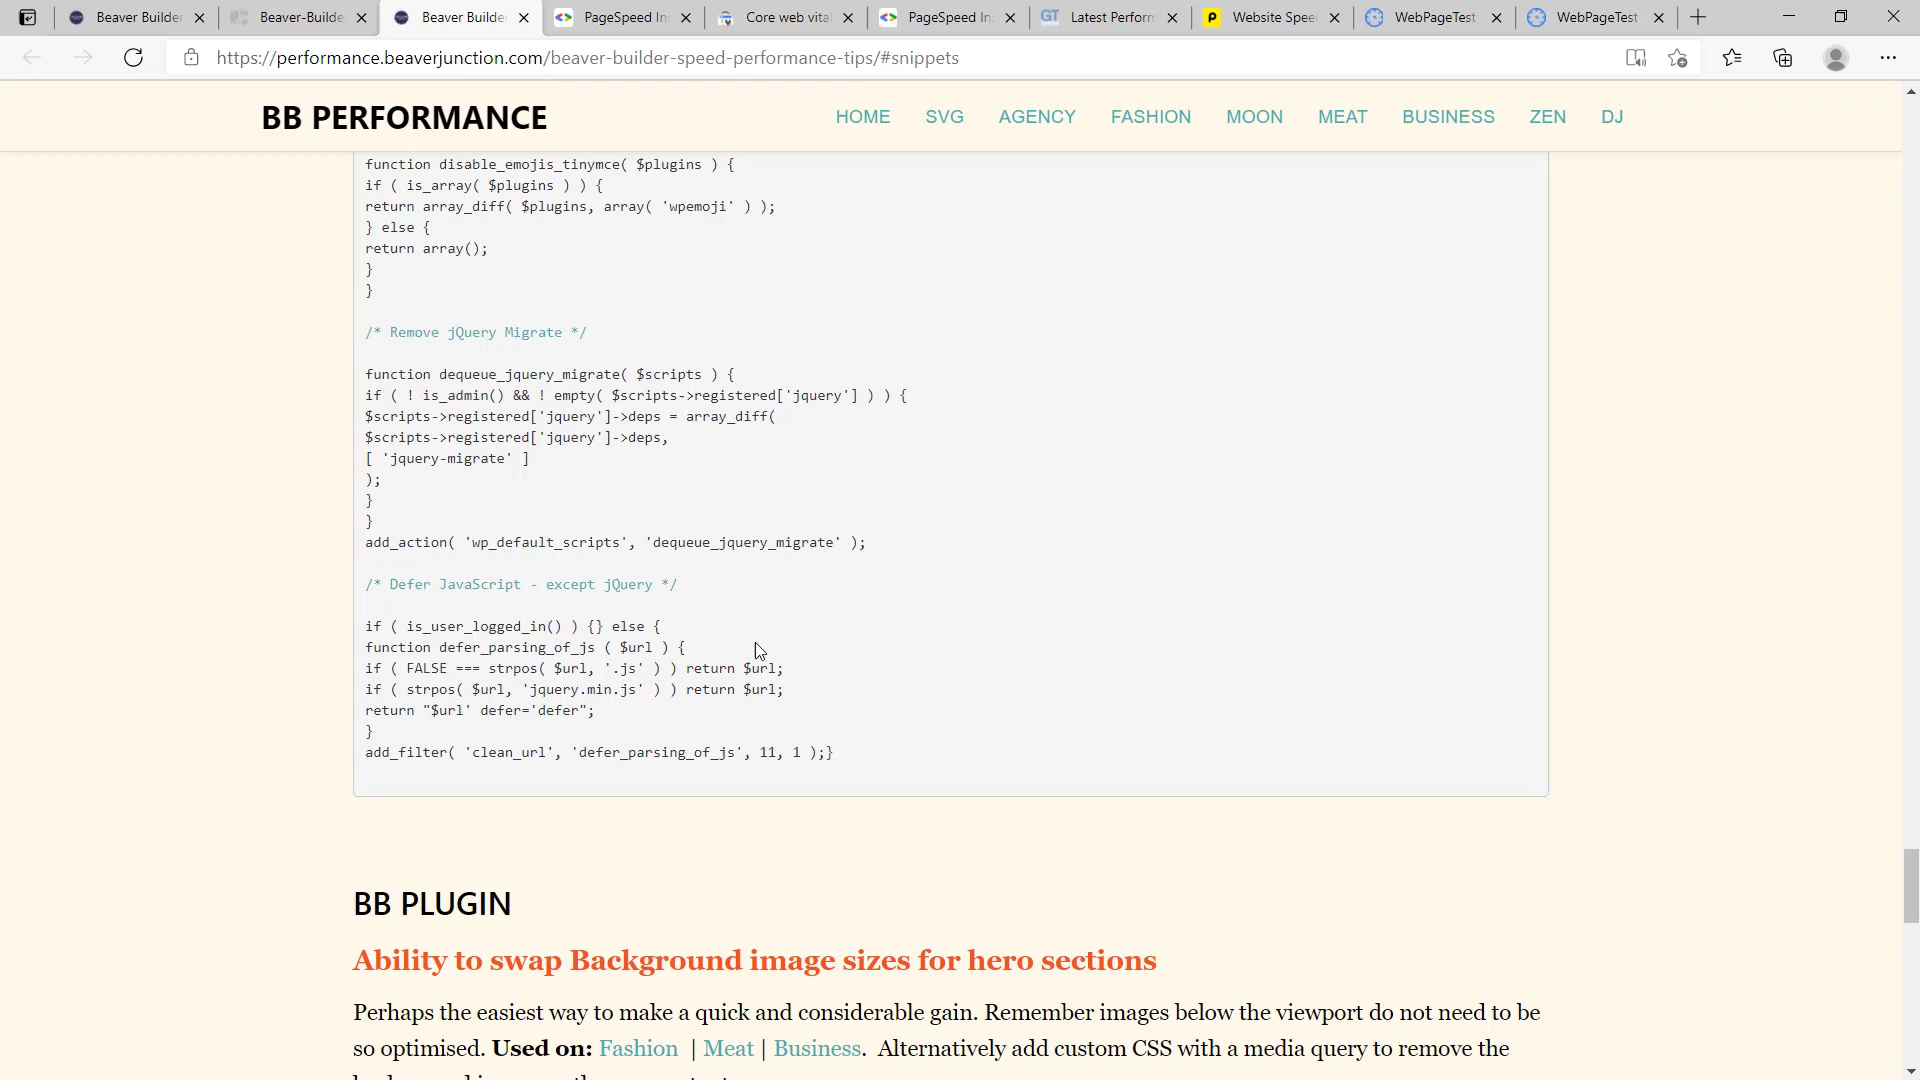 Beaver Builder
Beaver-Builde
Beaver Builde
PageSpeed In
Core web vita
PageSpeed In
GT Latest Perform
Website Spee
WebPageTest
WebPageTest
https://performance.beaverjunction.com/beaver-builder-speed-performance-tips/#snippets
BB PERFORMANCE
HOME SVG AGENCY FASHION MOON MEAT BUSINESS ZEN DJ
function disable_emojis_tinymce( $plugins ) {
if ( is_array( $plugins ) ) {
return array_diff( $plugins, array( 'wpemoji' ) );
} else {
return array();
}
}
/* Remove jQuery Migrate */
function dequeue_jquery_migrate( $scripts ) {
if ( ! is_admin() && ! empty( $scripts->registered['jquery'] ) ) {
$scripts->registered['jquery']->deps = array_diff(
$scripts->registered['jquery']->deps,
[ 'jquery-migrate' ]
);
}
}
add_action( 'wp_default_scripts', 'dequeue_jquery_migrate' );
/* Defer JavaScript - except jQuery */
if ( is_user_logged_in() ) {} else {
function defer_parsing_of_js ( $url ) {
if ( FALSE === strpos( $url, '.js' ) ) return $url;
if ( strpos( $url, 'jquery.min.js' ) ) return $url;
return "$url' defer='defer";
}
add_filter( 'clean_url', 'defer_parsing_of_js', 11, 1 );}
BB PLUGIN
Ability to swap Background image sizes for hero sections
Perhaps the easiest way to make a quick and considerable gain. Remember images below the viewport do not need to be
so optimised. Used on: Fashion | Meat | Business. Alternatively add custom CSS with a media query to remove the